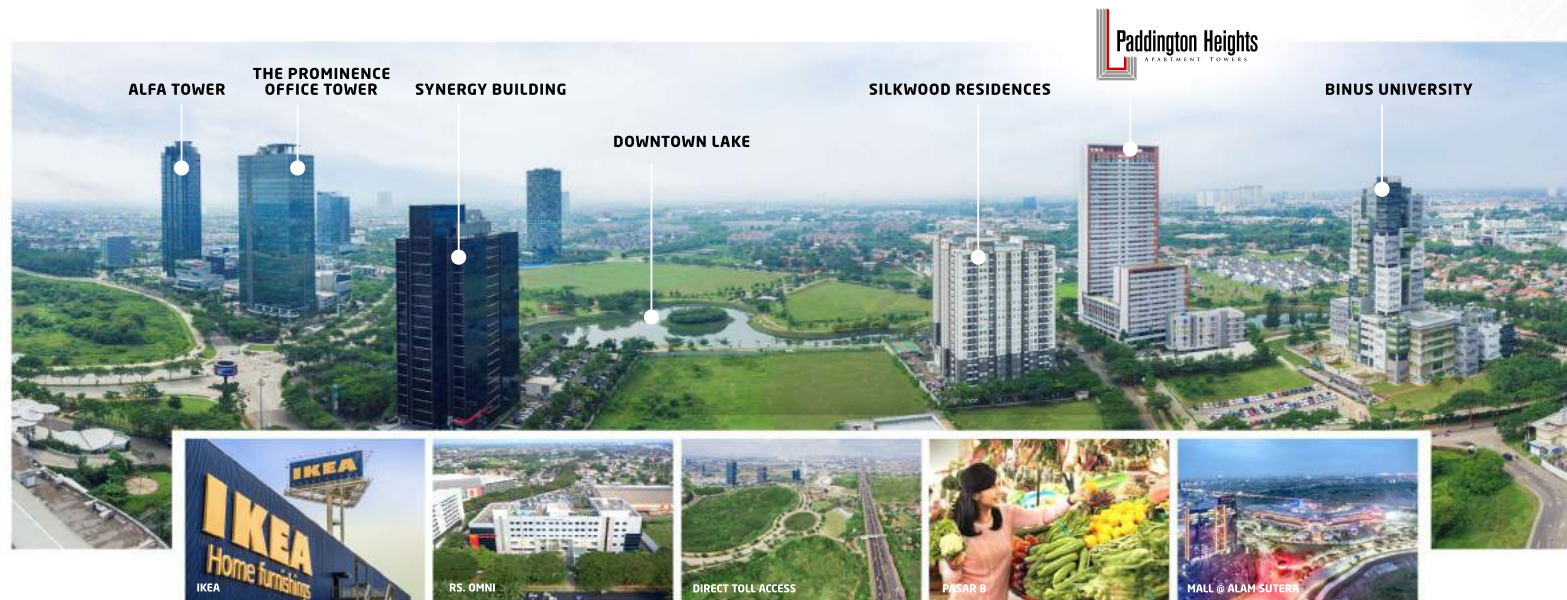 Paddington Heights
APARTMENT TOWERS
ALFA TOWER
THE PROMINENCE
OFFICE TOWER
SYNERGY BUILDING
DOWNTOWN LAKE
SILKWOOD RESIDENCES
BINUS UNIVERSITY
IKEA
IKEA
Home furnishings
IKEA
RS. OMNI
DIRECT TOLL ACCESS
PASAR 8
MALL @ ALAM SUTERA